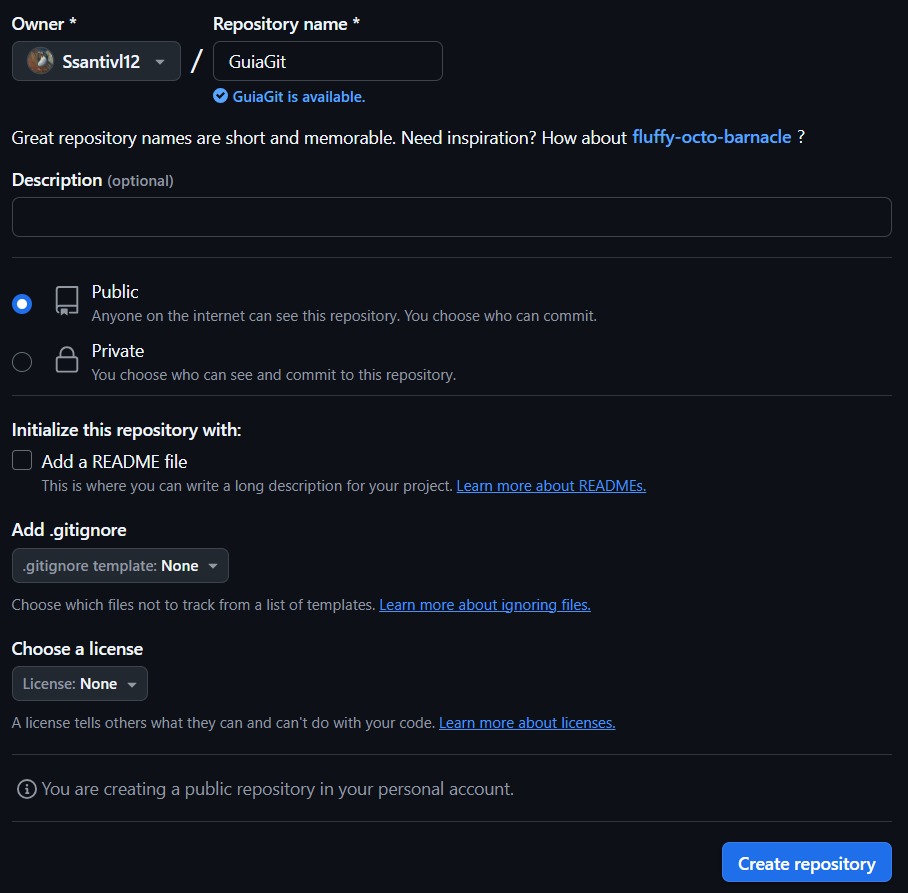 Owner * Repository name *
Ssantivl12 / GuiaGit
GuiaGit is available.
Great repository names are short and memorable. Need inspiration? How about fluffy-octo-barnacle ?
Description (optional)
Public
Anyone on the internet can see this repository. You choose who can commit.
Private
You choose who can see and commit to this repository.
Initialize this repository with:
Add a README file
This is where you can write a long description for your project. Learn more about READMEs.
Add .gitignore
.gitignore template: None
Choose which files not to track from a list of templates. Learn more about ignoring files.
Choose a license
License: None
A license tells others what they can and can't do with your code. Learn more about licenses.
You are creating a public repository in your personal account.
Create repository